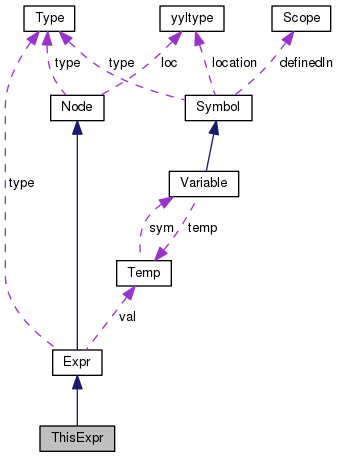 Type
yyltype
Scope
type
type
loc
location
definedIn
Node
Symbol
Variable
type
sym
temp
Temp
val
Expr
ThisExpr